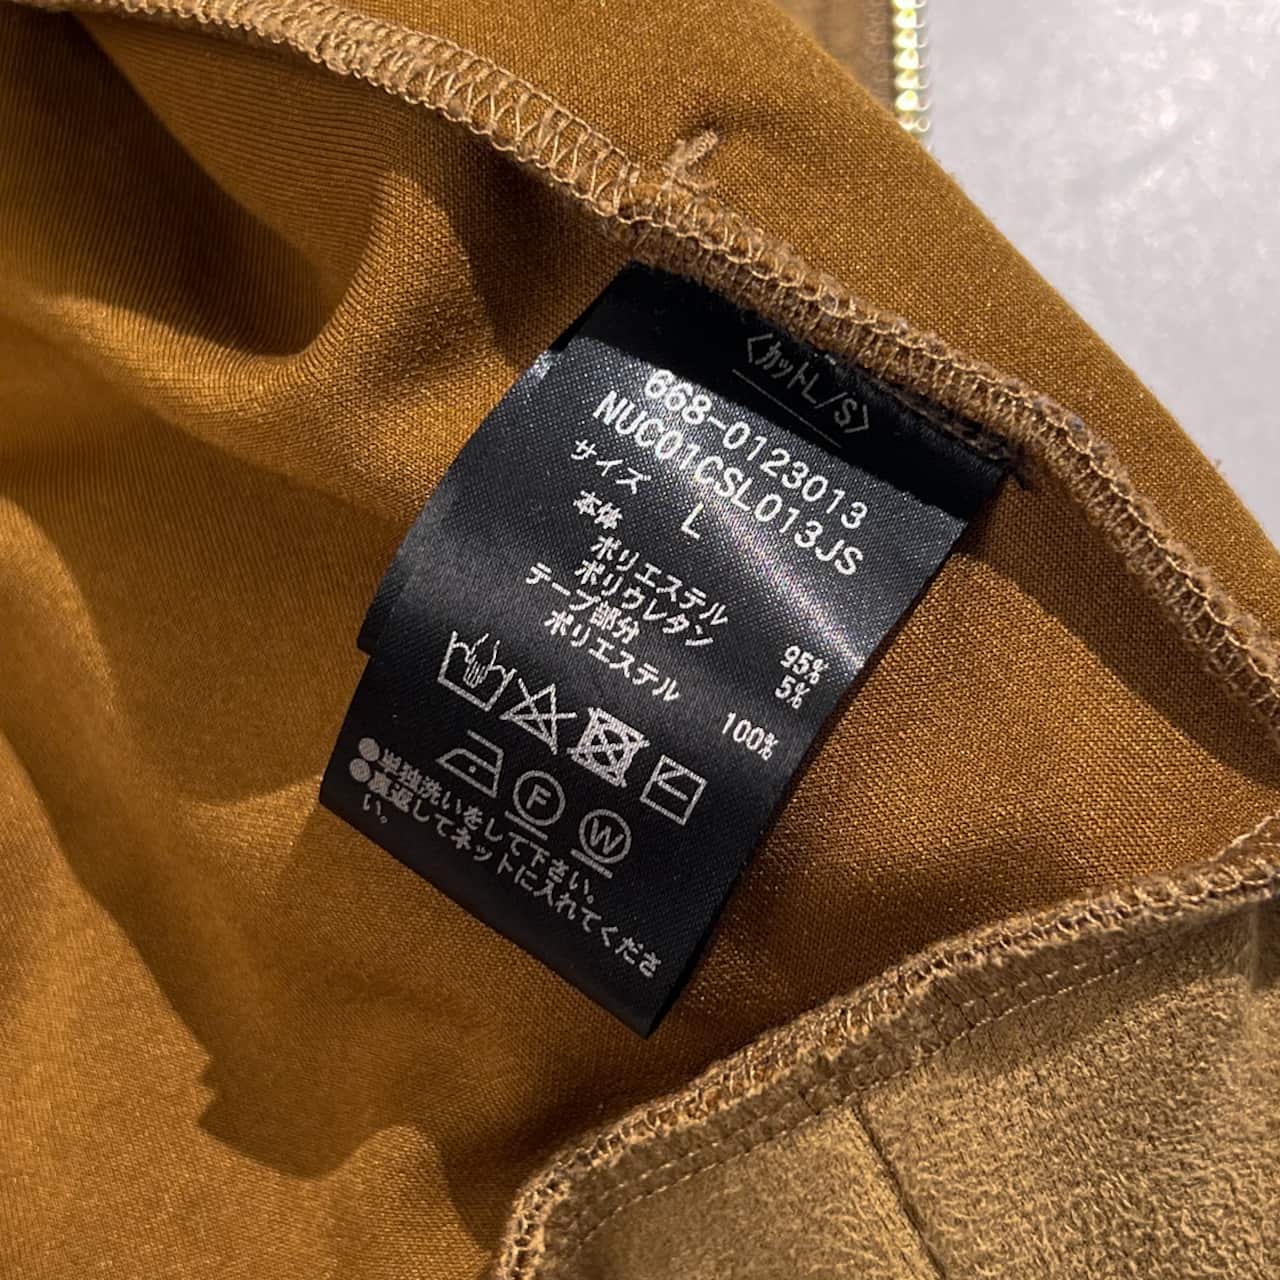 〈カットL/S〉
668-0123013
NUC01CSL013JS
サイズ L
本体
ポリエステル 95%
ポリウレタン 5%
テープ部分
ポリエステル 100%
F W
●単独洗いをして下さい。
●裏返してネットに入れてくださ
い。